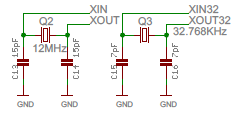 XIN
XOUT
Q2
12MHz
C13 15pF
C14 15pF
GND
GND
XIN32
XOUT32
Q3
32.768kHz
7pF
C16 7pF
GND
GND